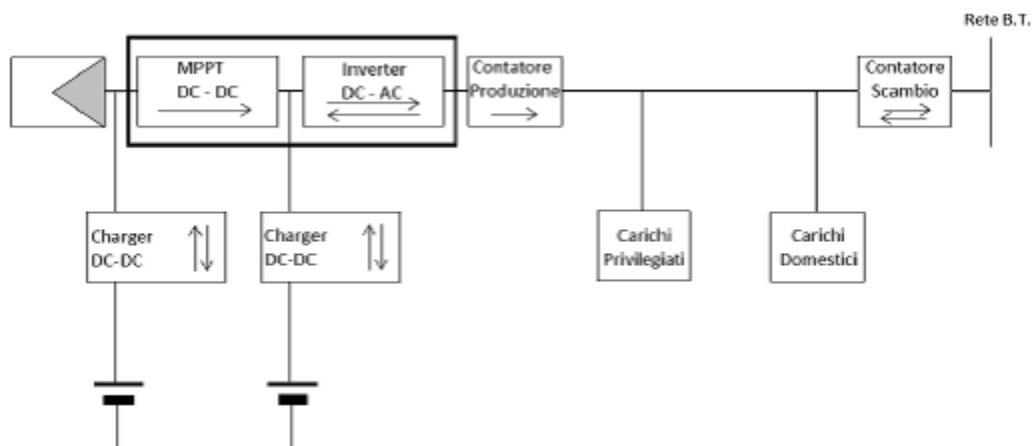 Rete B.T.
MPPT
DC - DC
Inverter
DC - AC
Contatore
Produzione
Contatore
Scambio
Charger
DC-DC
Charger
DC-DC
Carichi
Privilegiati
Carichi
Domestici